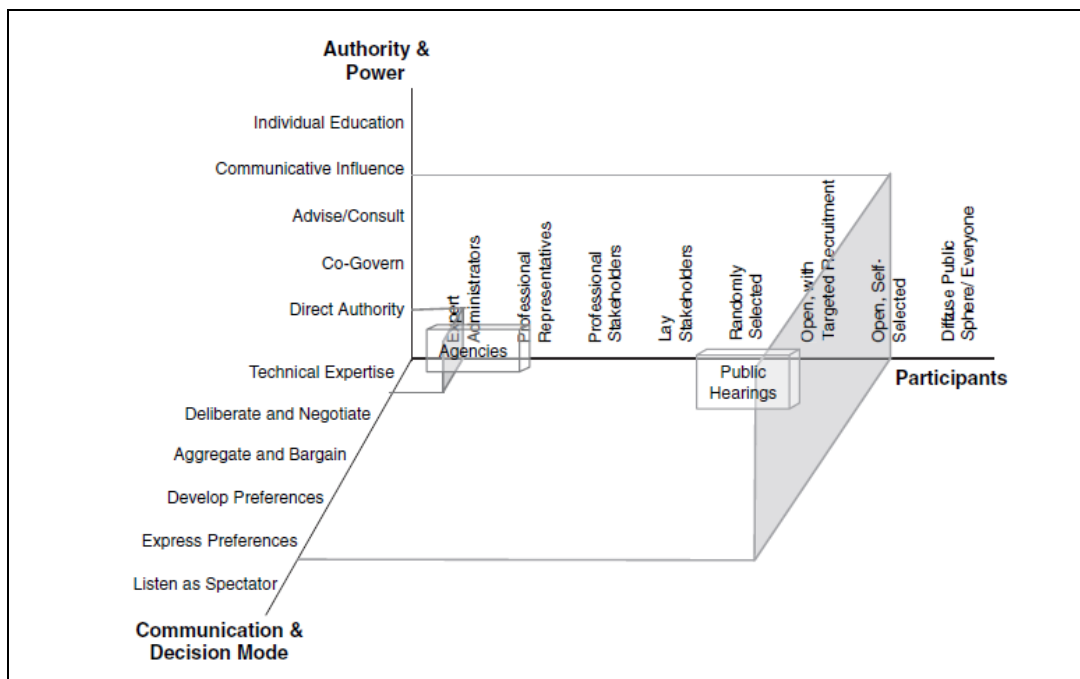 Authority &
Power
Individual Education
Communicative Influence
Advise/Consult
Co-Govern
Direct Authority
Expert
Administrators
Professional
Representatives
Professional
Stakeholders
Lay
Stakeholders
Randomly
Selected
Open, with
Targeted Recruitment
Open, Self-
Selected
Diffuse Public
Sphere/ Everyone
Agencies
Public
Hearings
Participants
Technical Expertise
Deliberate and Negotiate
Aggregate and Bargain
Develop Preferences
Express Preferences
Listen as Spectator
Communication &
Decision Mode